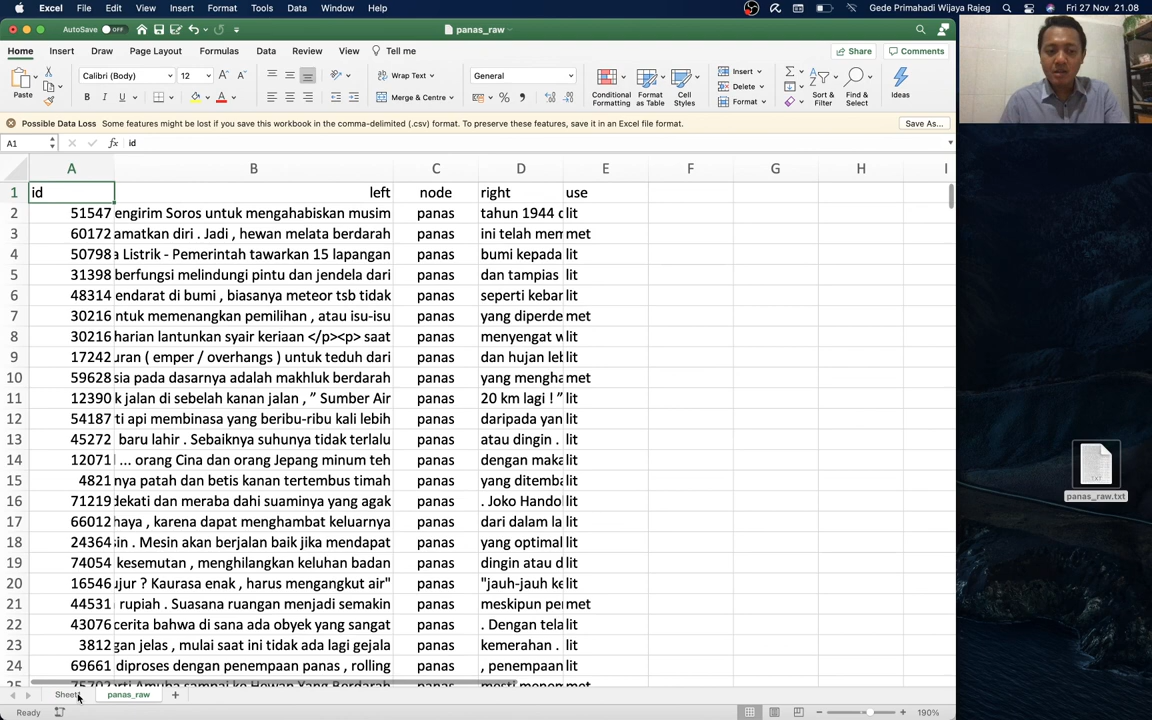 Excel File Edit View Insert Format Tools Data Window Help Gede Primahadi Wijaya Rajeg Fri 27 Nov 21.08
AutoSave OFF panas_raw
Home Insert Draw Page Layout Formulas Data Review View Tell me Share Comments
Paste Calibri (Body) 12 Wrap Text General Insert
B I U Merge & Centre Conditional Formatting Format as Table Cell Styles Delete Format Sort & Filter Find & Select Ideas
Possible Data Loss Some features might be lost if you save this workbook in the comma-delimited (.csv) format. To preserve these features, save it in an Excel file format. Save As...
A1 fx id
A B C D E F G H I
1 id left node right use
2 51547 engirim Soros untuk mengahabiskan musim panas tahun 1944 lit
3 60172 amatkan diri . Jadi , hewan melata berdarah panas ini telah mem met
4 50798 a Listrik - Pemerintah tawarkan 15 lapangan panas bumi kepada lit
5 31398 berfungsi melindungi pintu dan jendela dari panas dan tampias lit
6 48314 endarat di bumi , biasanya meteor tsb tidak panas seperti kebar lit
7 30216 ntuk memenangkan pemilihan , atau isu-isu panas yang diperde met
8 30216 harian lantunkan syair keriaan </p><p> saat panas menyengat w lit
9 17242 uran ( emper / overhangs ) untuk teduh dari panas dan hujan leb lit
10 59628 sia pada dasarnya adalah makhluk berdarah panas yang mengha met
11 12390 k jalan di sebelah kanan jalan , ” Sumber Air panas 20 km lagi ! ” lit
12 54187 ti api membinasa yang beribu-ribu kali lebih panas daripada yan lit
13 45272 baru lahir . Sebaiknya suhunya tidak terlalu panas atau dingin . lit
14 12071 ... orang Cina dan orang Jepang minum teh panas dengan maka lit
15 4821 nya patah dan betis kanan tertembus timah panas yang ditemba lit
16 71219 dekati dan meraba dahi suaminya yang agak panas . Joko Hando lit
17 66012 haya , karena dapat menghambat keluarnya panas dari dalam la lit
18 24364 sin . Mesin akan berjalan baik jika mendapat panas yang optimal lit
19 74054 kesemutan , menghilangkan keluhan badan panas dingin atau d lit
20 16546 ujur ? Kaurasa enak , harus mengangkut air" panas "jauh-jauh ke lit
21 44531 rupiah . Suasana ruangan menjadi semakin panas meskipun pe met
22 43076 cerita bahwa di sana ada obyek yang sangat panas . Dengan tela lit
23 3812 gan jelas , mulai saat ini tidak ada lagi gejala panas kemerahan . lit
24 69661 diproses dengan penempaan panas , rolling panas , penempaan lit
Sheet1 panas_raw
Ready 190%
TXT
panas_raw.txt